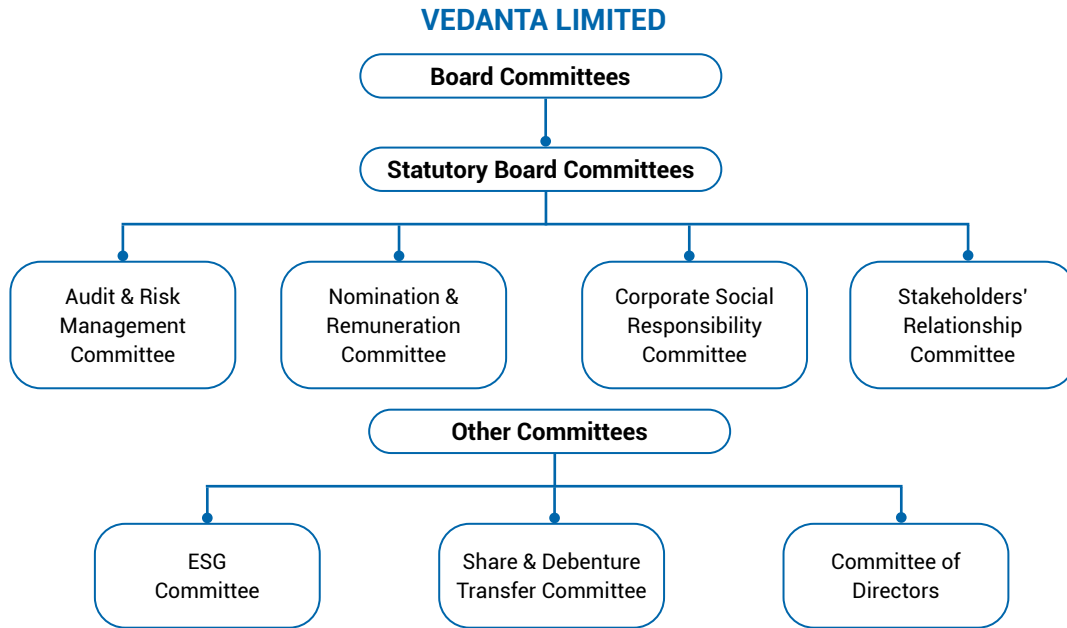 VEDANTA LIMITED
Board Committees
Statutory Board Committees
Audit & Risk
Management
Committee
Nomination &
Remuneration
Committee
Corporate Social
Responsibility
Committee
Stakeholders'
Relationship
Committee
Other Committees
ESG
Committee
Share & Debenture
Transfer Committee
Committee of
Directors